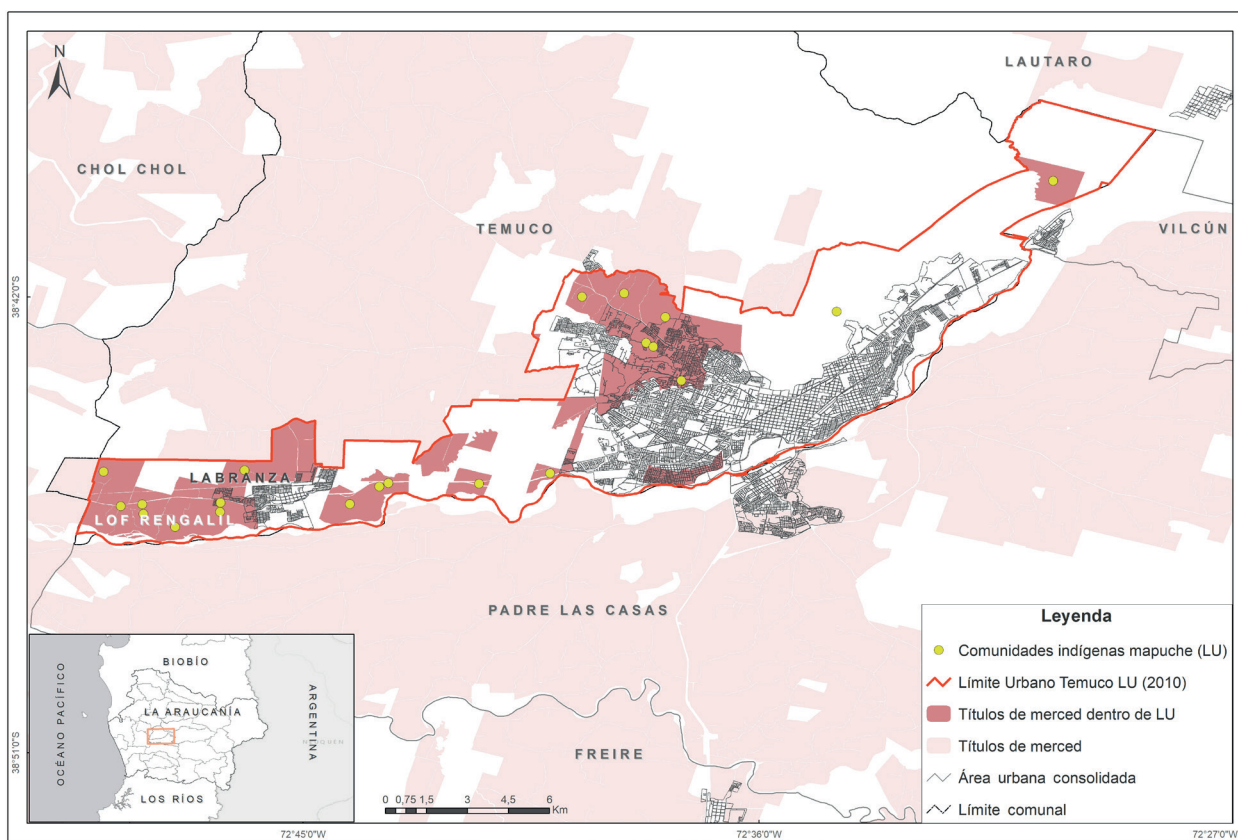 N
LAUTARO
CHOL CHOL
TEMUCO
VILCÚN
38°42'0"S
LABRANZA
LOF RENGALIL
PADRE LAS CASAS
FREIRE
38°51'0"S
Leyenda
Comunidades indígenas mapuche (LU)
Límite Urbano Temuco LU (2010)
Títulos de merced dentro de LU
Títulos de merced
Área urbana consolidada
Límite comunal
OCÉANO PACÍFICO
BIOBÍO
LA ARAUCANÍA
ARGENTINA
NEUQUÉN
LOS RÍOS
0 0,75 1,5 3 4,5 6
Km
72°45'0"W
72°36'0"W
72°27'0"W